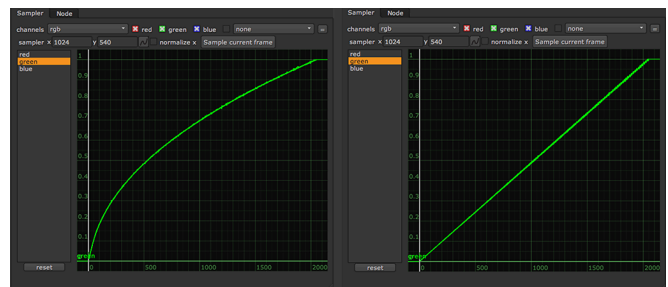 Sampler Node
channels rgb red green blue none =
sampler x 1024 y 540 normalize x Sample current frame
red
green
blue
1
0.9
0.8
0.7
0.6
0.5
0.4
0.3
0.2
0.1
green
0 500 1000 1500 2000
reset
Sampler Node
channels rgb red green blue none =
sampler x 1024 y 540 normalize x Sample current frame
red
green
blue
1
0.9
0.8
0.7
0.6
0.5
0.4
0.3
0.2
0.1
green
0 500 1000 1500 2000
reset